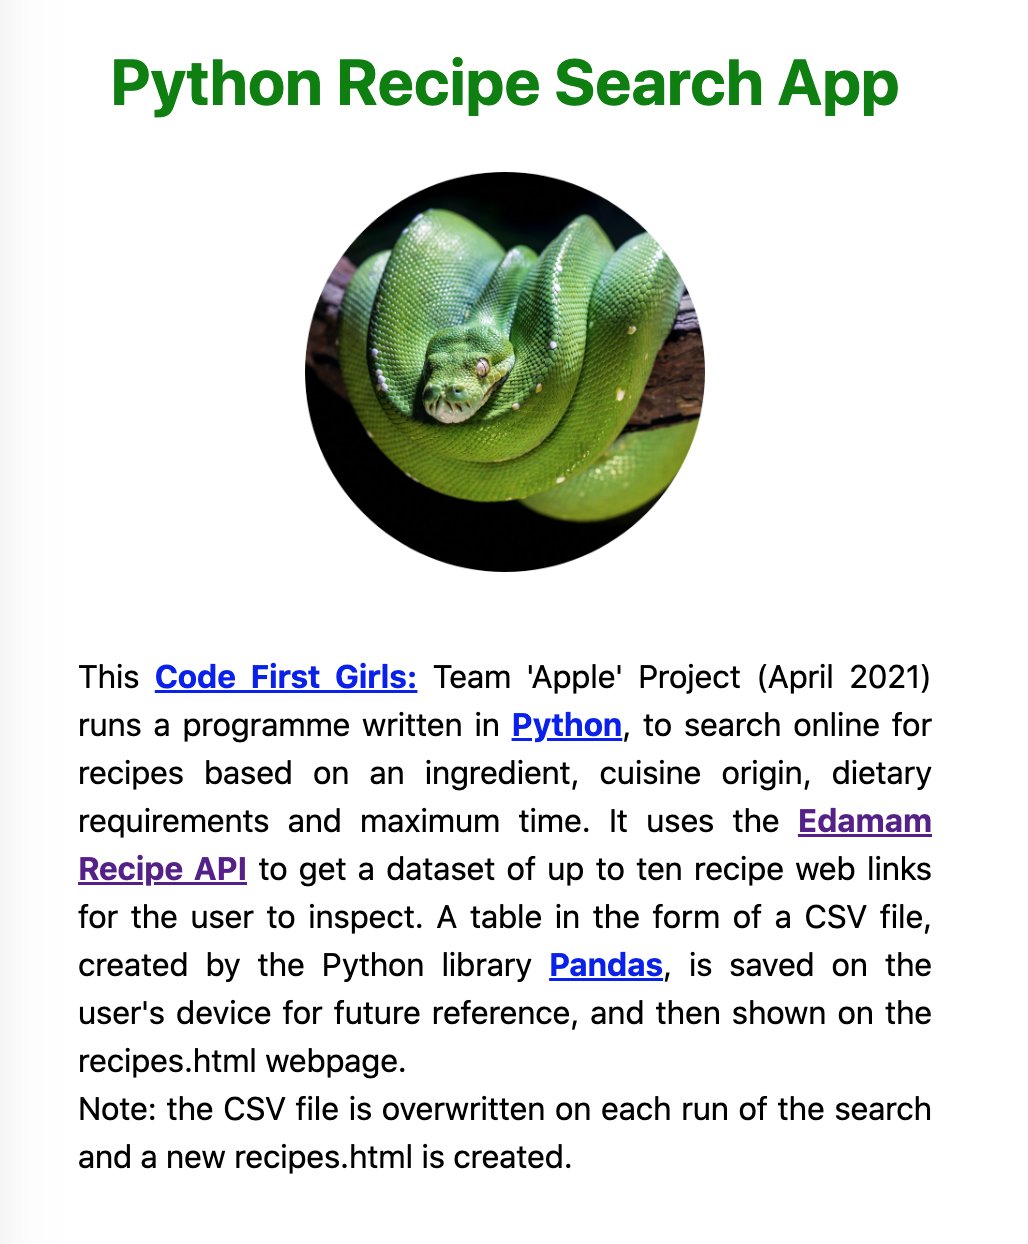 Python Recipe Search App
This Code First Girls: Team 'Apple' Project (April 2021)
runs a programme written in Python, to search online for
recipes based on an ingredient, cuisine origin, dietary
requirements and maximum time. It uses the Edamam
Recipe API to get a dataset of up to ten recipe web links
for the user to inspect. A table in the form of a CSV file,
created by the Python library Pandas, is saved on the
user's device for future reference, and then shown on the
recipes.html webpage.
Note: the CSV file is overwritten on each run of the search
and a new recipes.html is created.